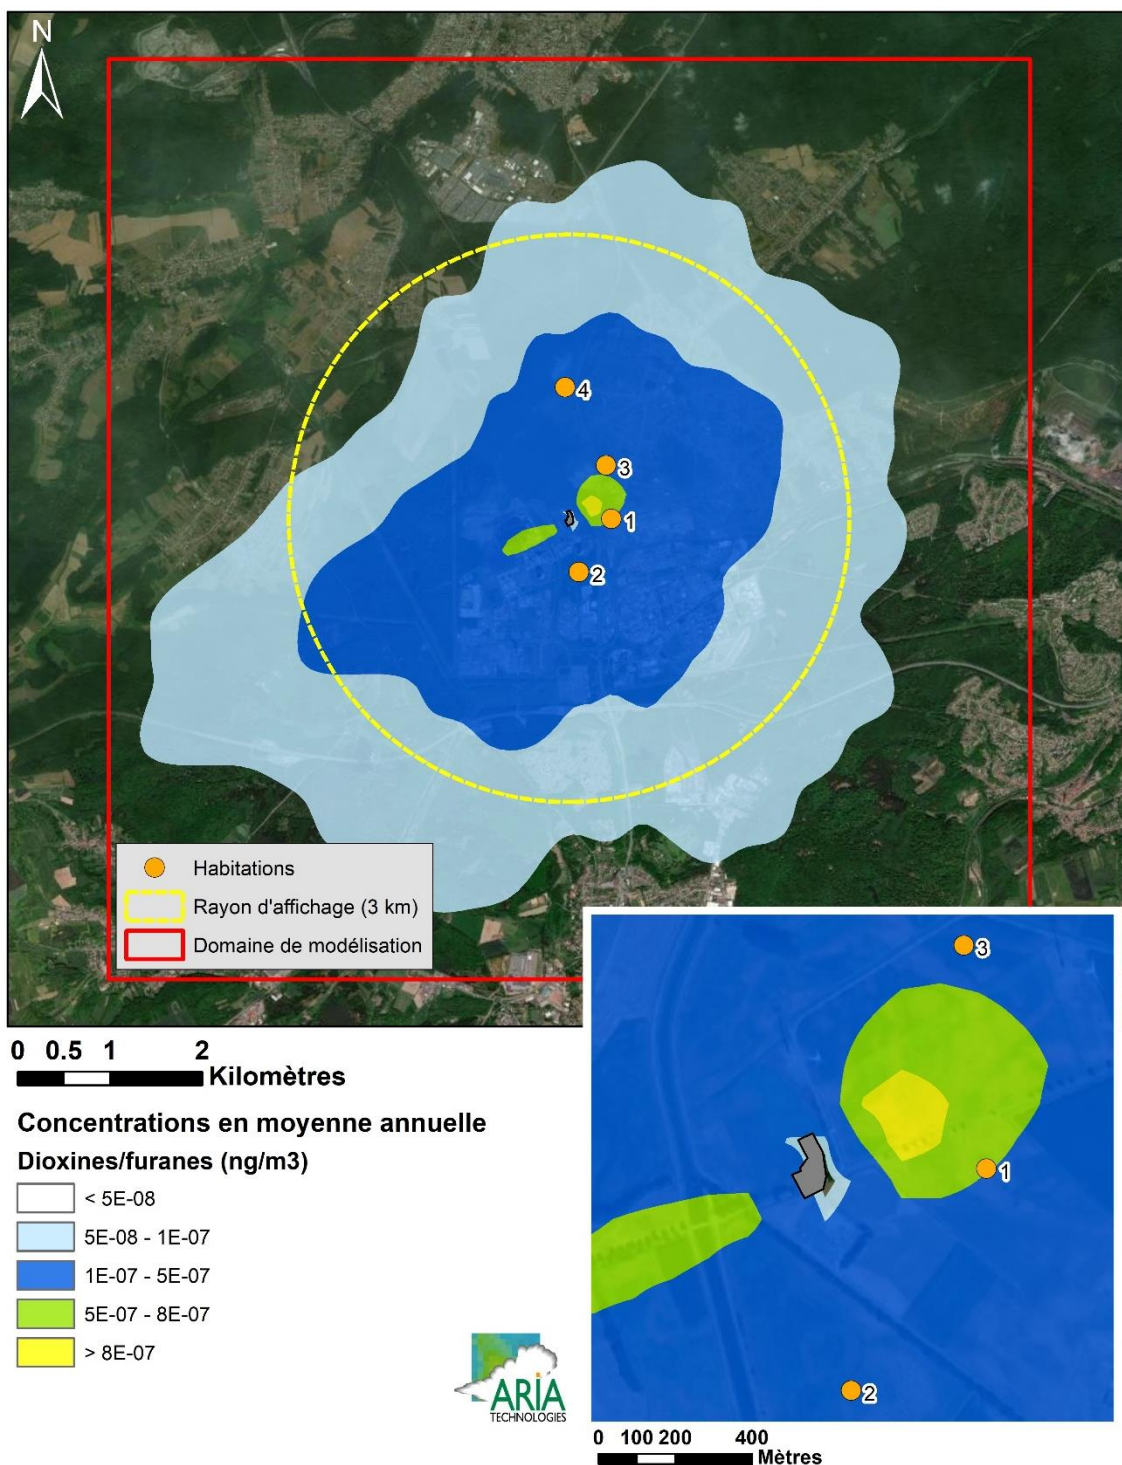 N
4
3
1
2
Habitations
Rayon d'affichage (3 km)
Domaine de modélisation
0 0.5 1 2
Kilomètres
Concentrations en moyenne annuelle
Dioxines/furanes (ng/m3)
< 5E-08
5E-08 - 1E-07
1E-07 - 5E-07
5E-07 - 8E-07
> 8E-07
ARIA
TECHNOLOGIES
3
1
2
0 100 200 400
Mètres